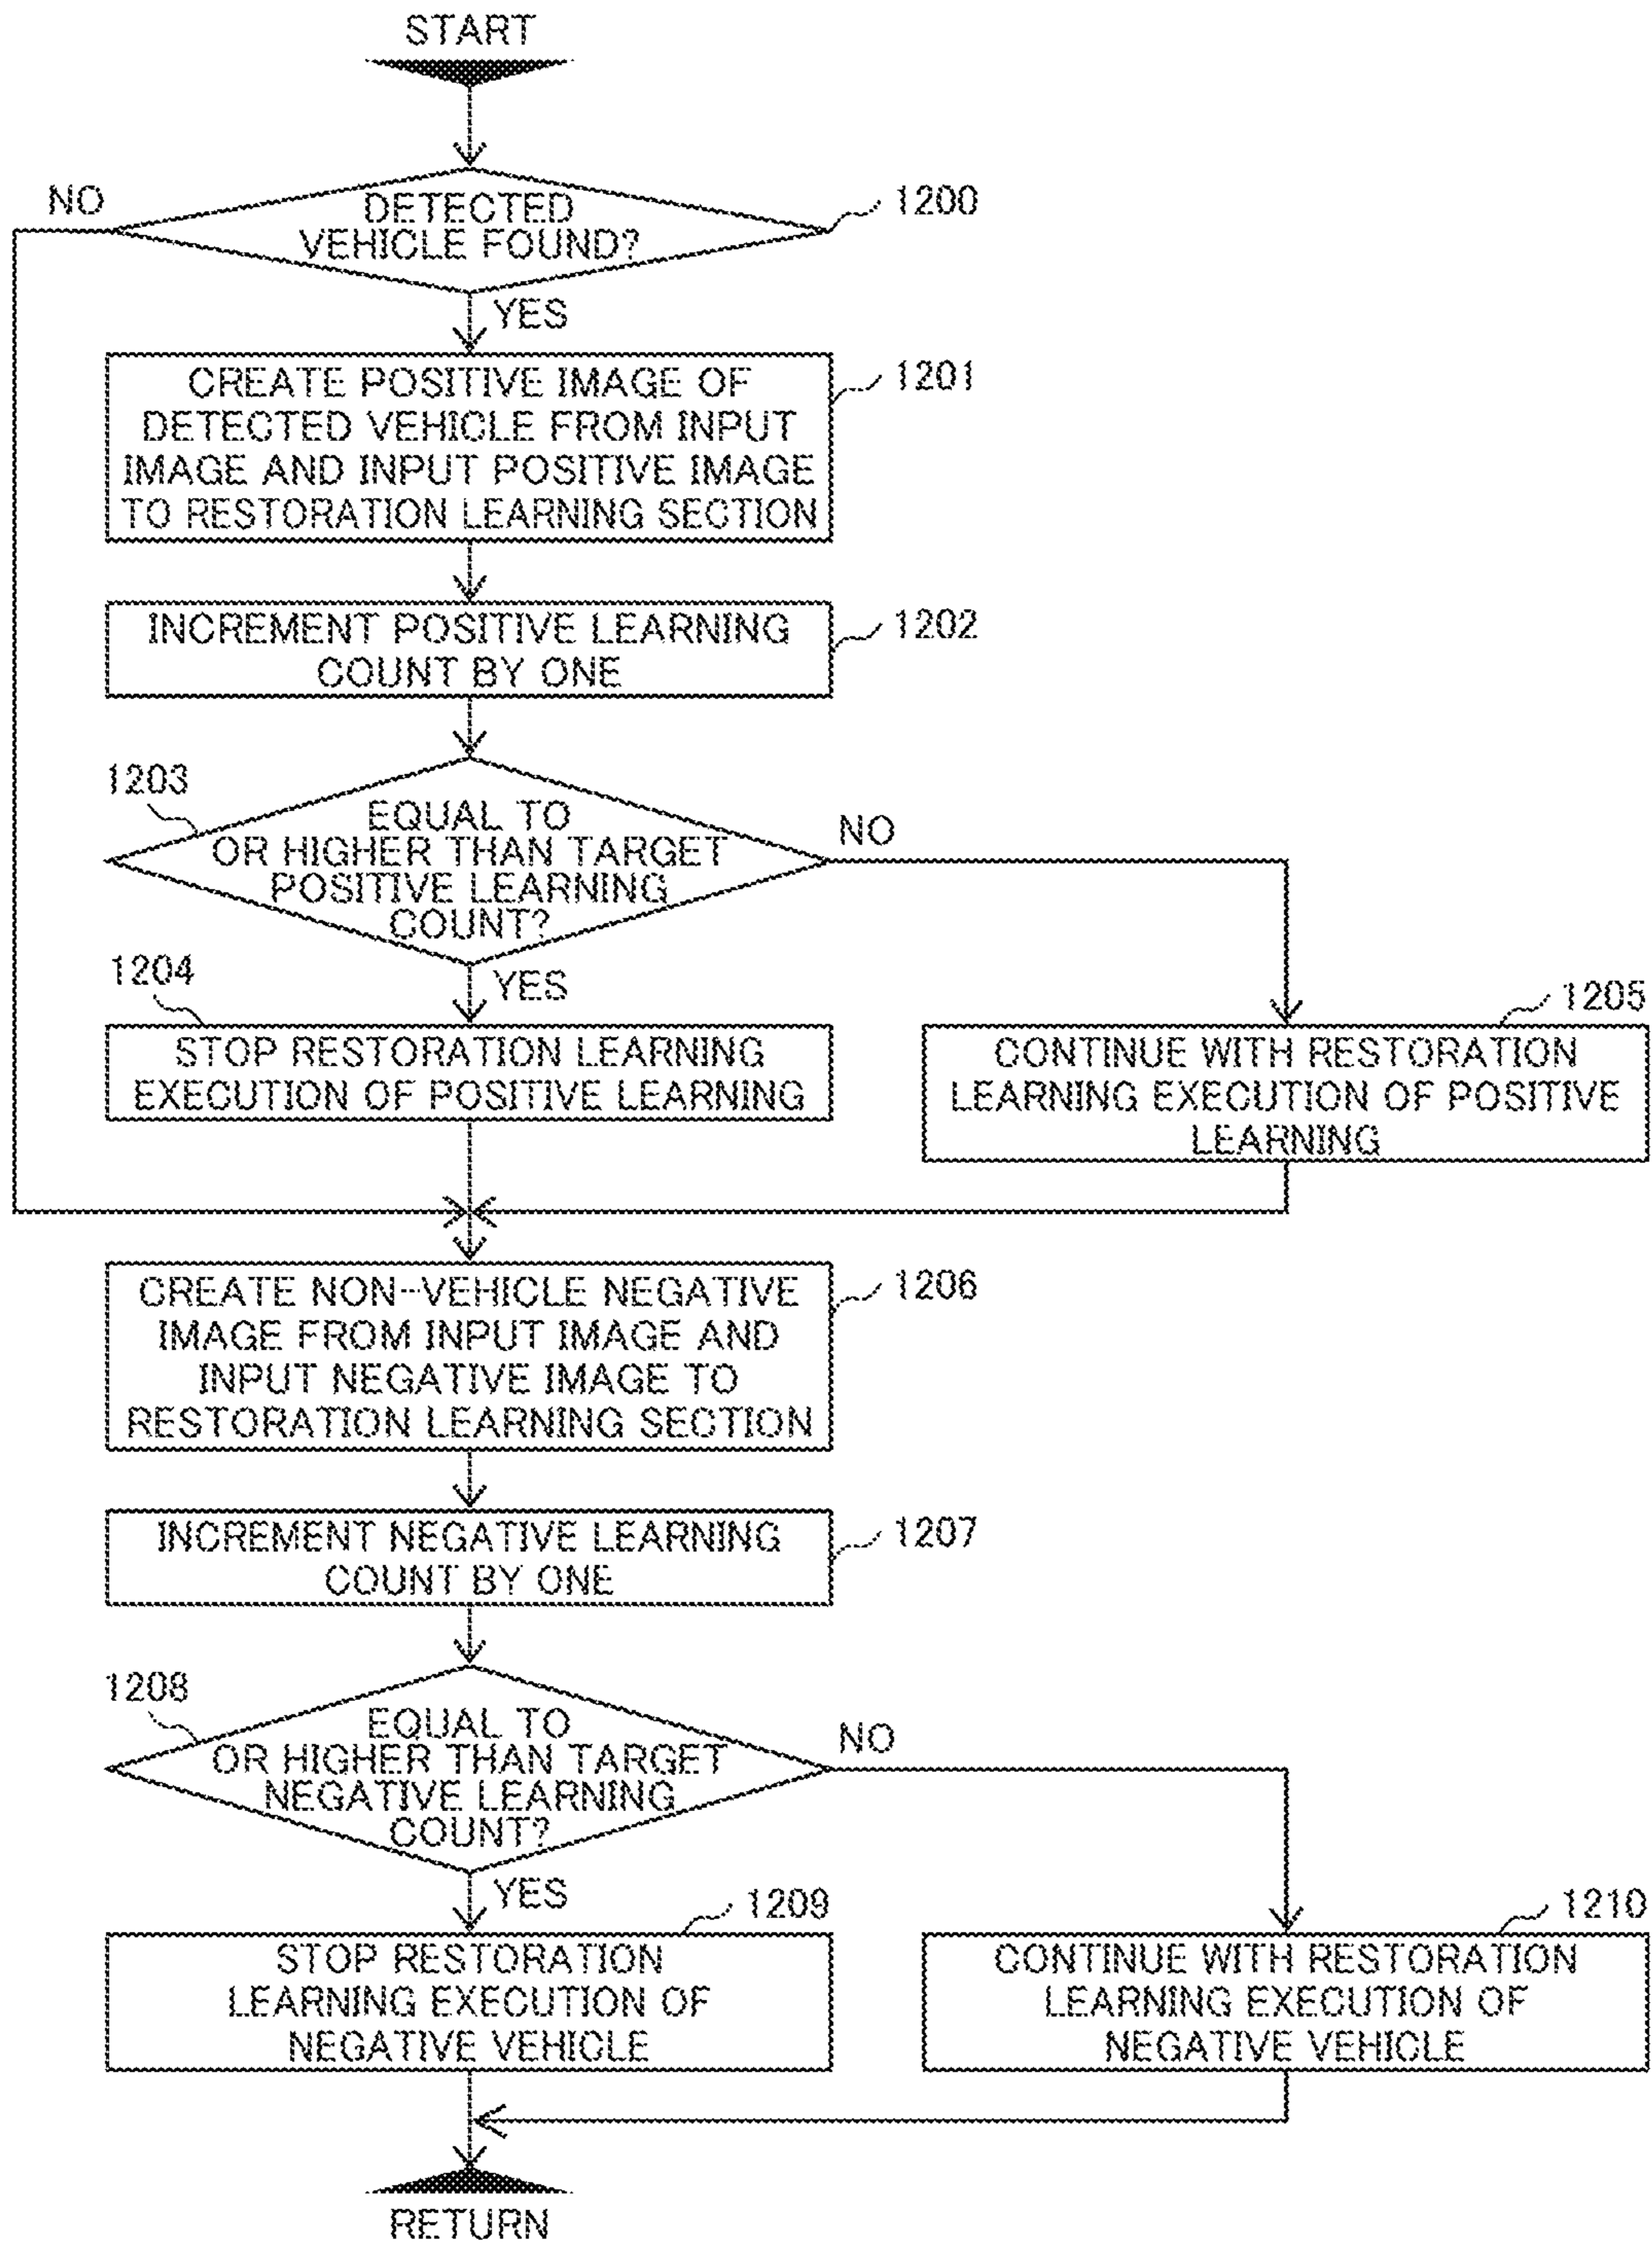 START
NO
DETECTED
VEHICLE FOUND?
1200
YES
CREATE POSITIVE IMAGE OF
DETECTED VEHICLE FROM INPUT
IMAGE AND INPUT POSITIVE IMAGE
TO RESTORATION LEARNING SECTION
1201
INCREMENT POSITIVE LEARNING
COUNT BY ONE
1202
1203
EQUAL TO
OR HIGHER THAN TARGET
POSITIVE LEARNING
COUNT?
NO
YES
1204
STOP RESTORATION LEARNING
EXECUTION OF POSITIVE LEARNING
1205
CONTINUE WITH RESTORATION
LEARNING EXECUTION OF POSITIVE
LEARNING
CREATE NON-VEHICLE NEGATIVE
IMAGE FROM INPUT IMAGE AND
INPUT NEGATIVE IMAGE TO
RESTORATION LEARNING SECTION
1206
INCREMENT NEGATIVE LEARNING
COUNT BY ONE
1207
1208
EQUAL TO
OR HIGHER THAN TARGET
NEGATIVE LEARNING
COUNT?
NO
YES
1209
STOP RESTORATION
LEARNING EXECUTION OF
NEGATIVE VEHICLE
1210
CONTINUE WITH RESTORATION
LEARNING EXECUTION OF
NEGATIVE VEHICLE
RETURN